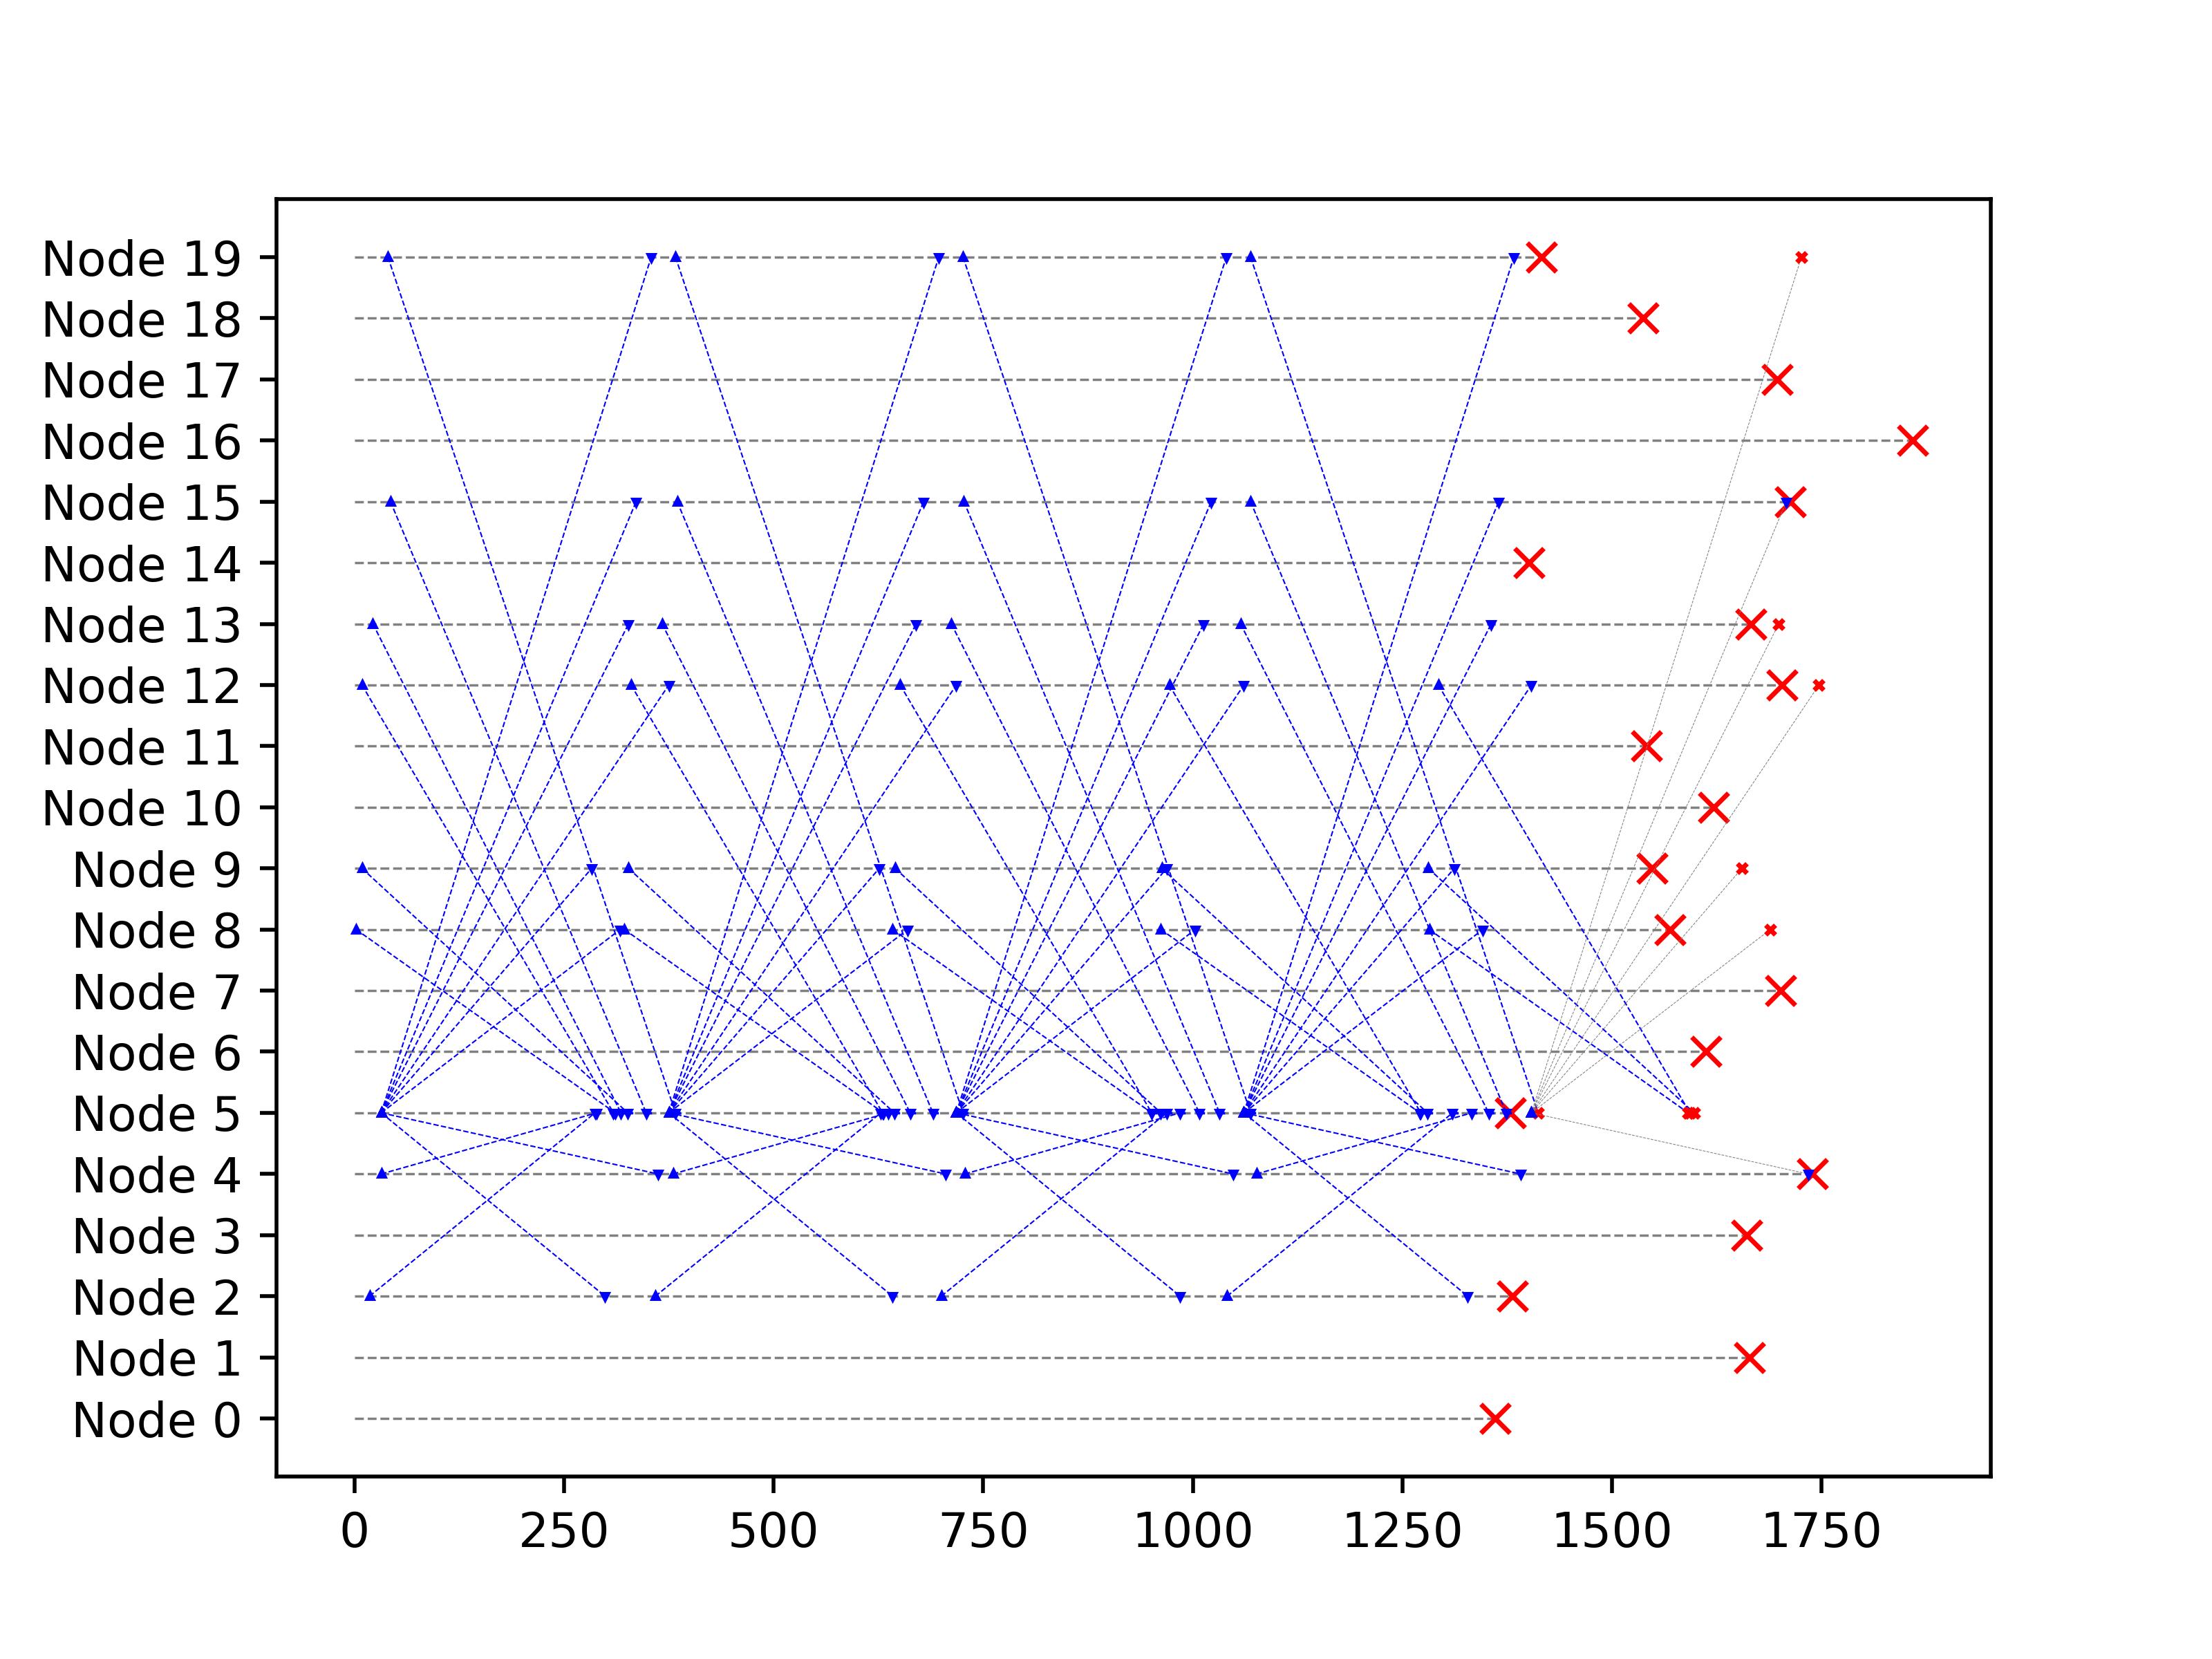 Node 19
Node 18
Node 17
Node 16
Node 15
Node 14
Node 13
Node 12
Node 11
Node 10
Node 9
Node 8
Node 7
Node 6
Node 5
Node 4
Node 3
Node 2
Node 1
Node 0
0 250 500 750 1000 1250 1500 1750